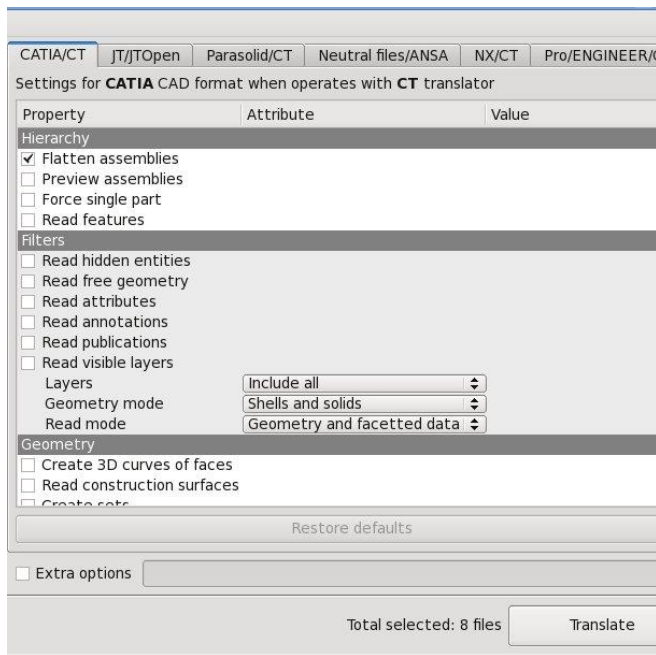 CATIA/CT JT/JTOpen Parasolid/CT Neutral files/ANSA NX/CT Pro/ENGINEER/
Settings for CATIA CAD format when operates with CT translator
Property Attribute Value
Hierarchy
Flatten assemblies
Preview assemblies
Force single part
Read features
Filters
Read hidden entities
Read free geometry
Read attributes
Read annotations
Read publications
Read visible layers
Layers Include all
Geometry mode Shells and solids
Read mode Geometry and facetted data
Geometry
Create 3D curves of faces
Read construction surfaces
Create sets
Restore defaults
Extra options
Total selected: 8 files Translate